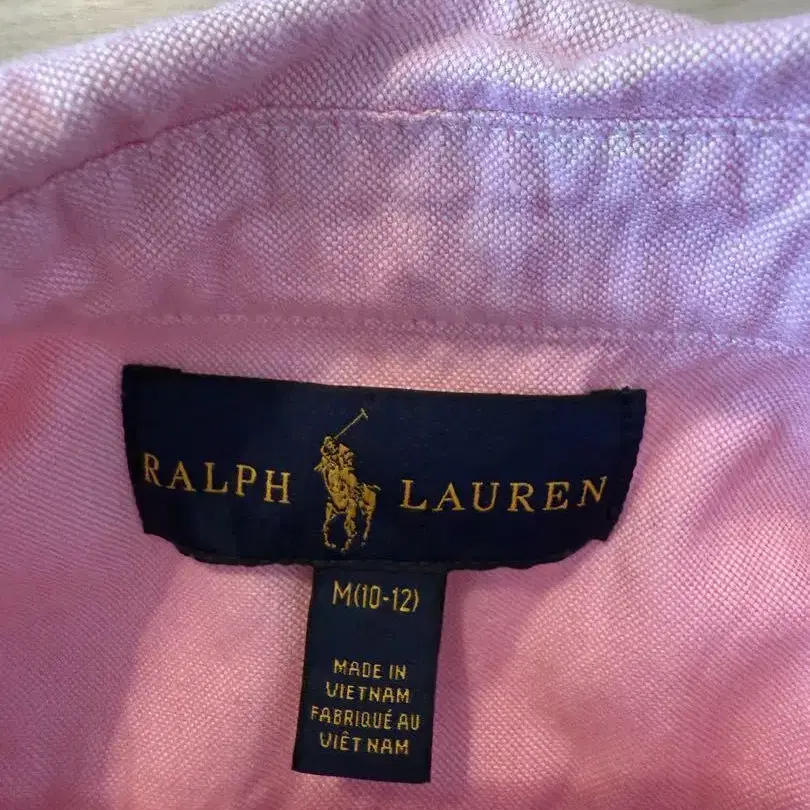 RALPH LAUREN
M(10-12)
MADE IN
VIETNAM
FABRIQUÉ AU
VIÊT NAM